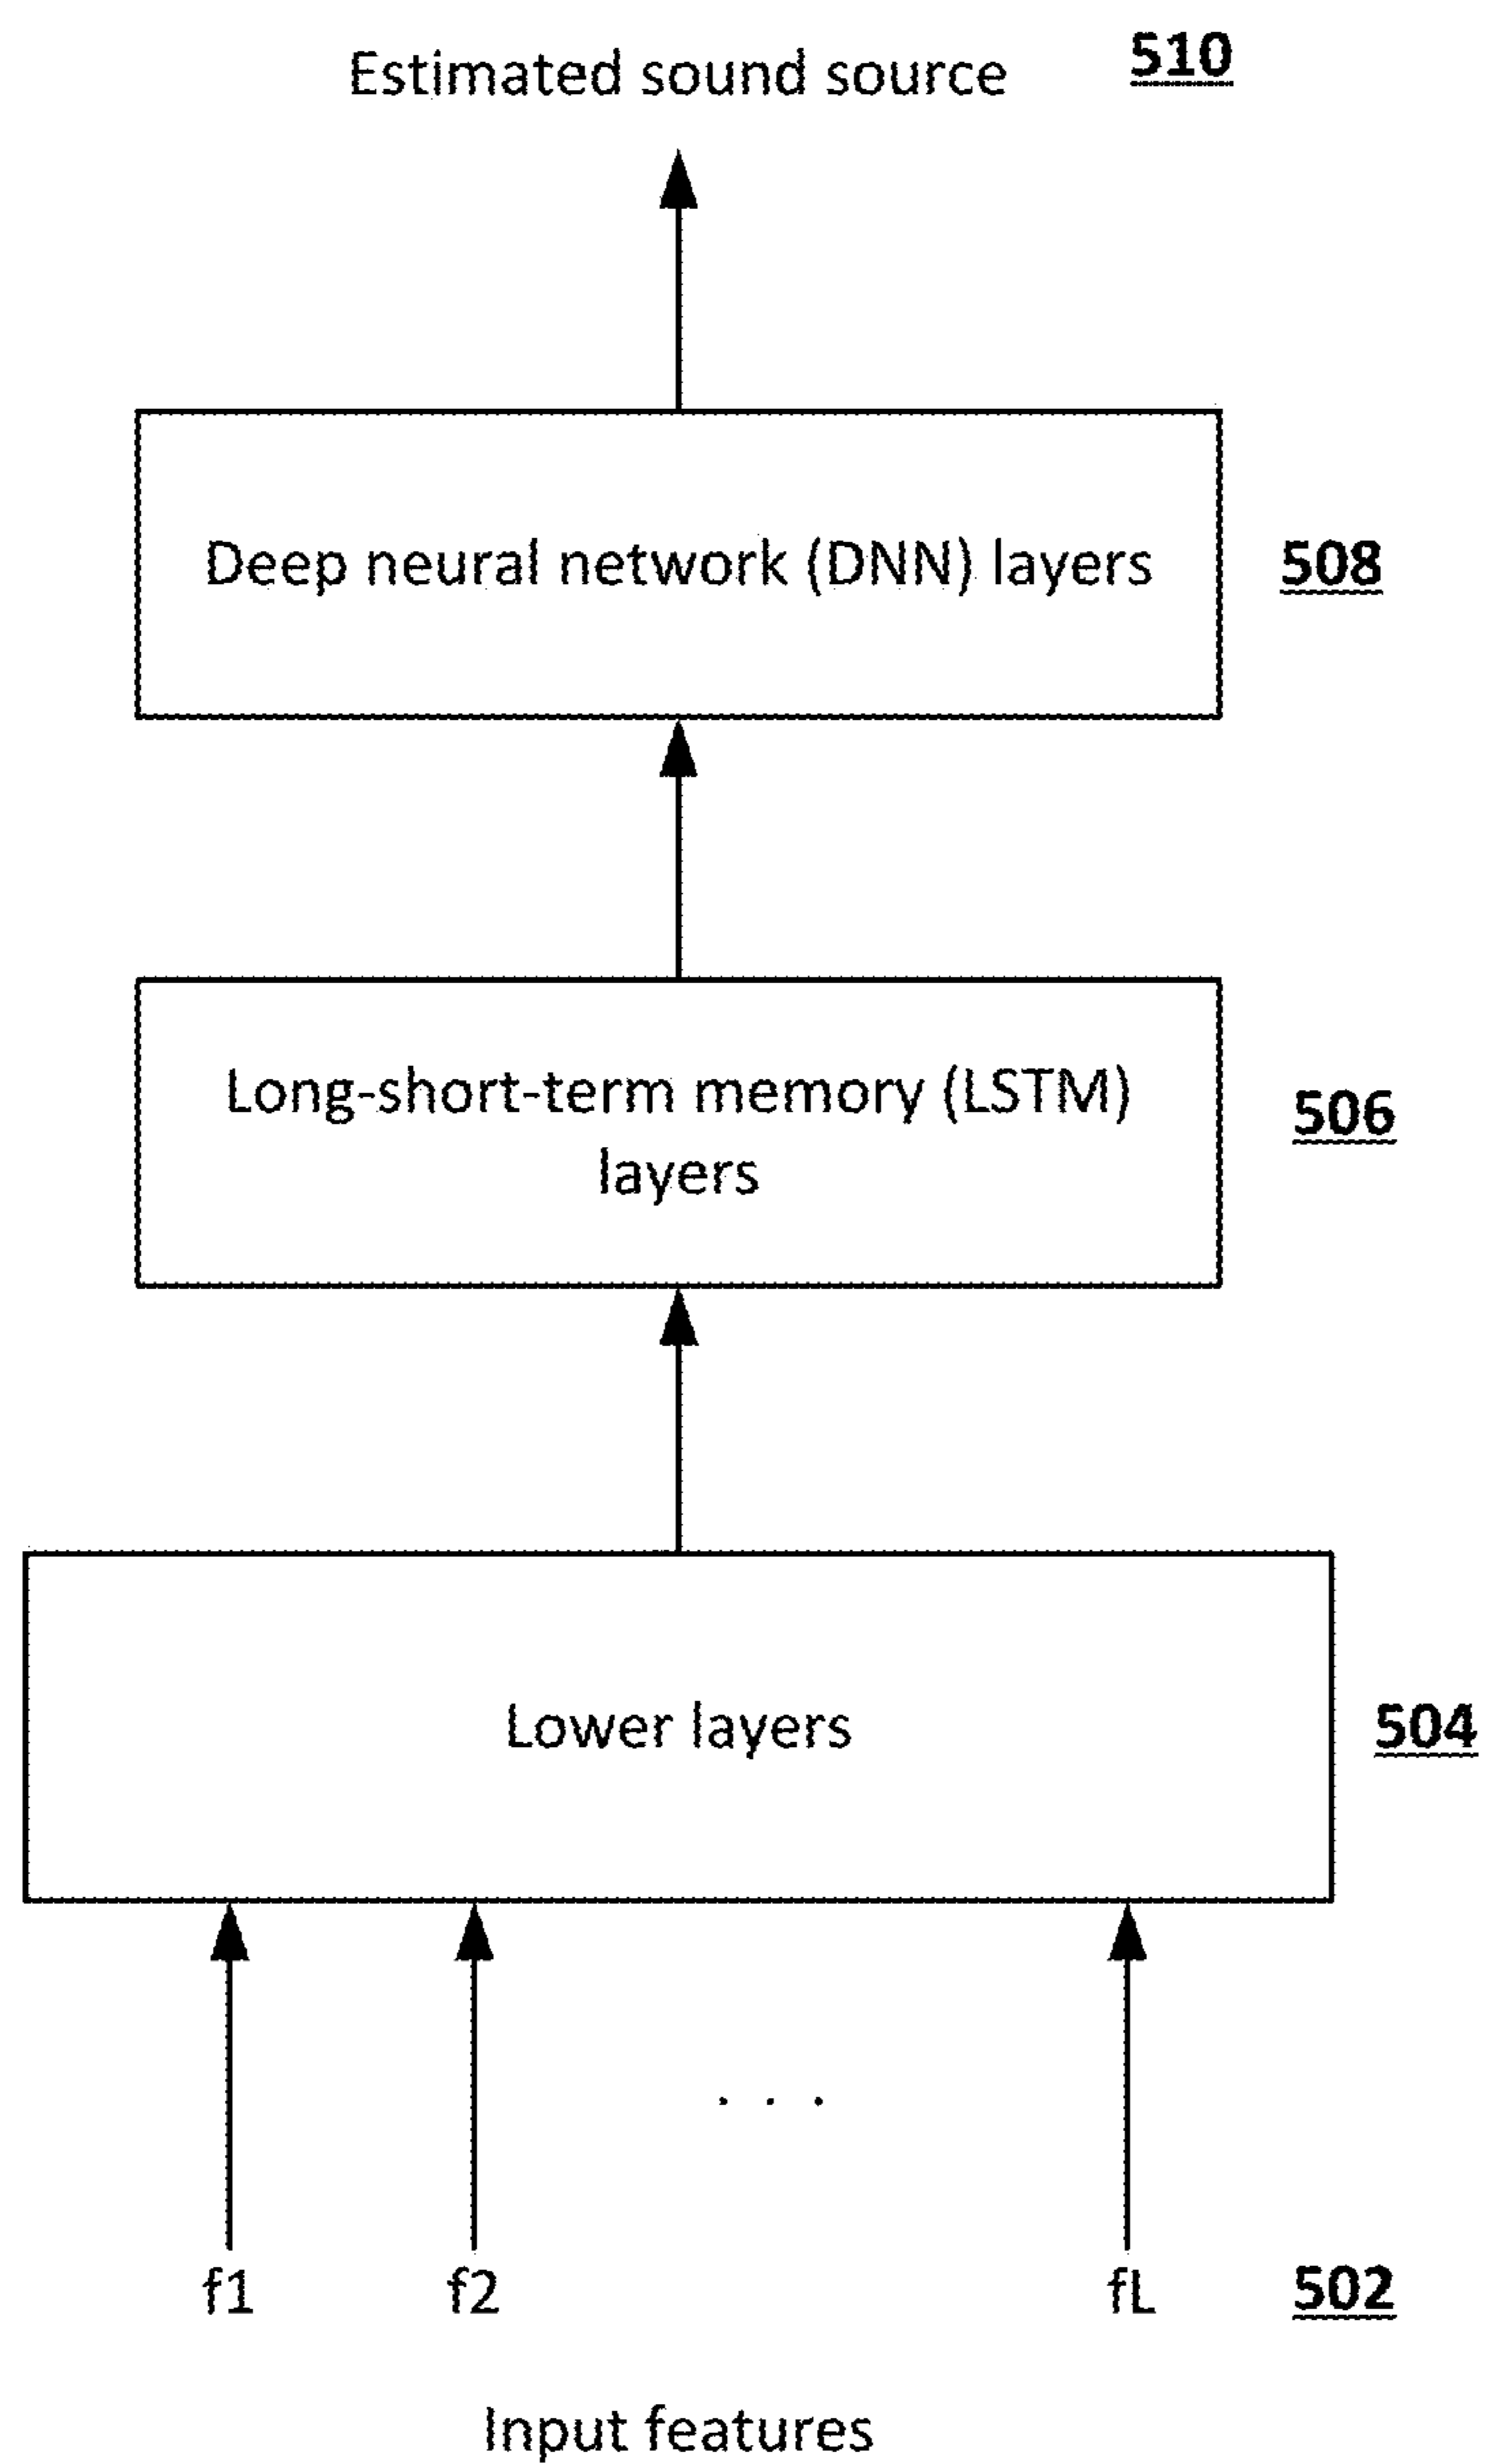 Estimated sound source 510
Deep neural network (DNN) layers 508
Long-short-term memory (LSTM)
layers
506
Lower layers 504
. . .
f1 f2 fL 502
Input features